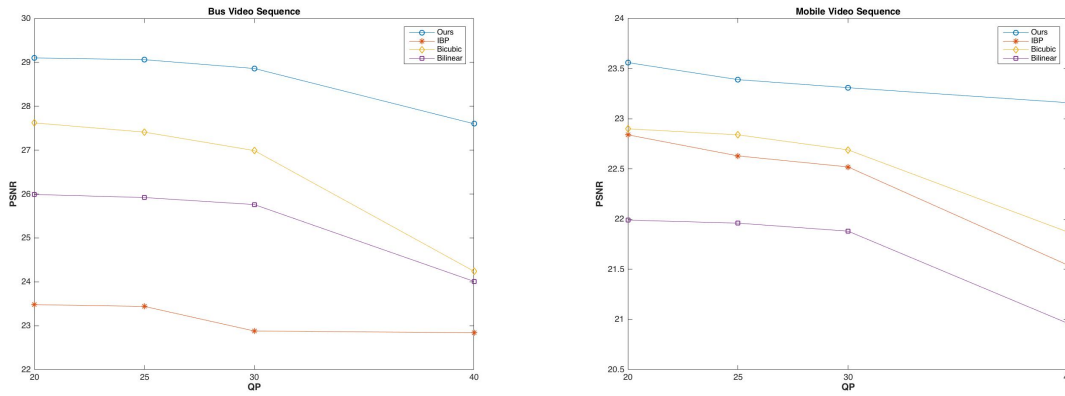 Bus Video Sequence
30
29
28
27
26
25
24
23
22
PSNR
20
25
30
40
QP
Ours
IBP
Bicubic
Bilinear
Mobile Video Sequence
24
23.5
23
22.5
22
21.5
21
20.5
PSNR
20
25
30
QP
Ours
IBP
Bicubic
Bilinear